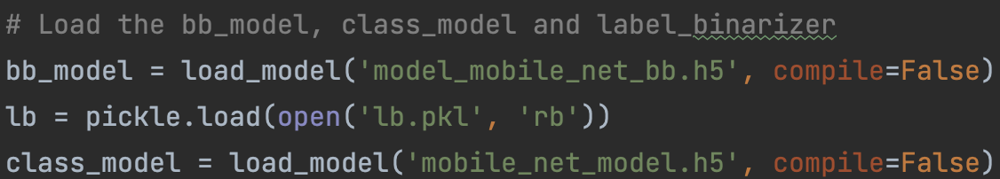 # Load the bb_model, class_model and label_binarizer
bb_model = load_model('model_mobile_net_bb.h5', compile=False)
lb = pickle.load(open('lb.pkl', 'rb'))
class_model = load_model('mobile_net_model.h5', compile=False)